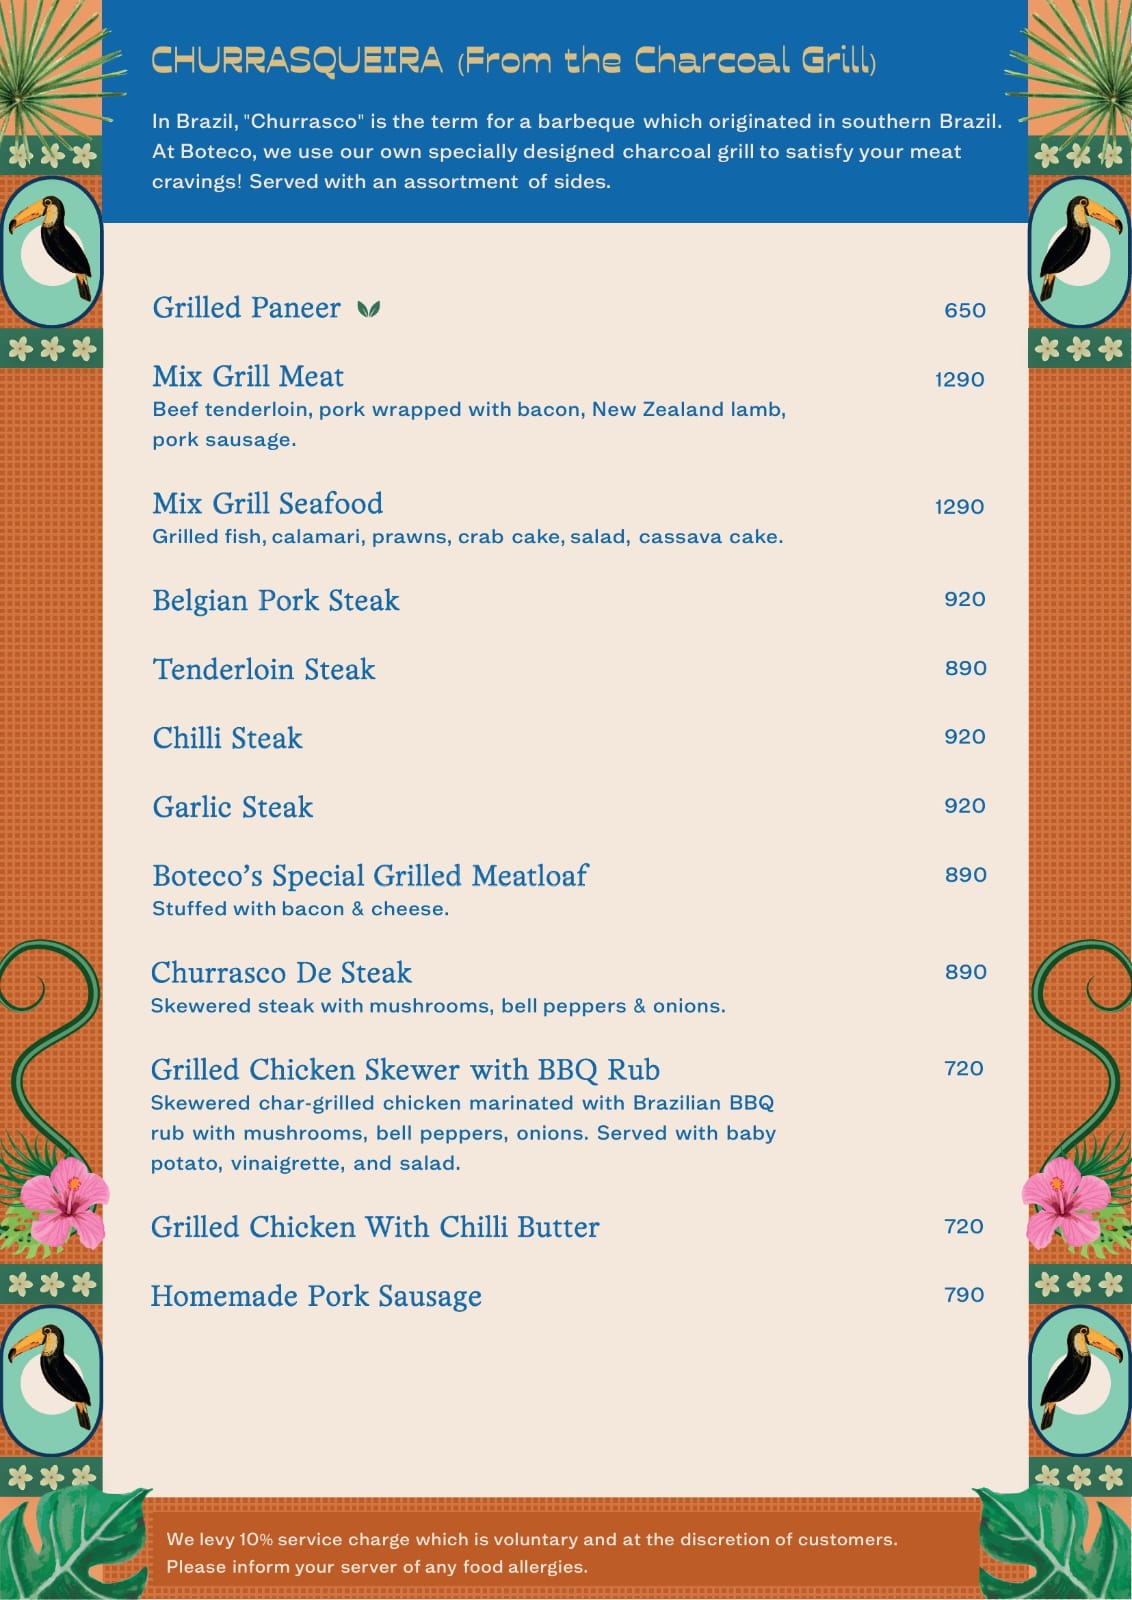 CHURRASQUEIRA (From the Charcoal Grill)
In Brazil, "Churrasco" is the term for a barbeque which originated in southern Brazil.
At Boteco, we use our own specially designed charcoal grill to satisfy your meat
cravings! Served with an assortment of sides.
Grilled Paneer 650
Mix Grill Meat 1290
Beef tenderloin, pork wrapped with bacon, New Zealand lamb,
pork sausage.
Mix Grill Seafood 1290
Grilled fish, calamari, prawns, crab cake, salad, cassava cake.
Belgian Pork Steak 920
Tenderloin Steak 890
Chilli Steak 920
Garlic Steak 920
Boteco's Special Grilled Meatloaf 890
Stuffed with bacon & cheese.
Churrasco De Steak 890
Skewered steak with mushrooms, bell peppers & onions.
Grilled Chicken Skewer with BBQ Rub 720
Skewered char-grilled chicken marinated with Brazilian BBQ
rub with mushrooms, bell peppers, onions. Served with baby
potato, vinaigrette, and salad.
Grilled Chicken With Chilli Butter 720
Homemade Pork Sausage 790
We levy 10% service charge which is voluntary and at the discretion of customers.
Please inform your server of any food allergies.